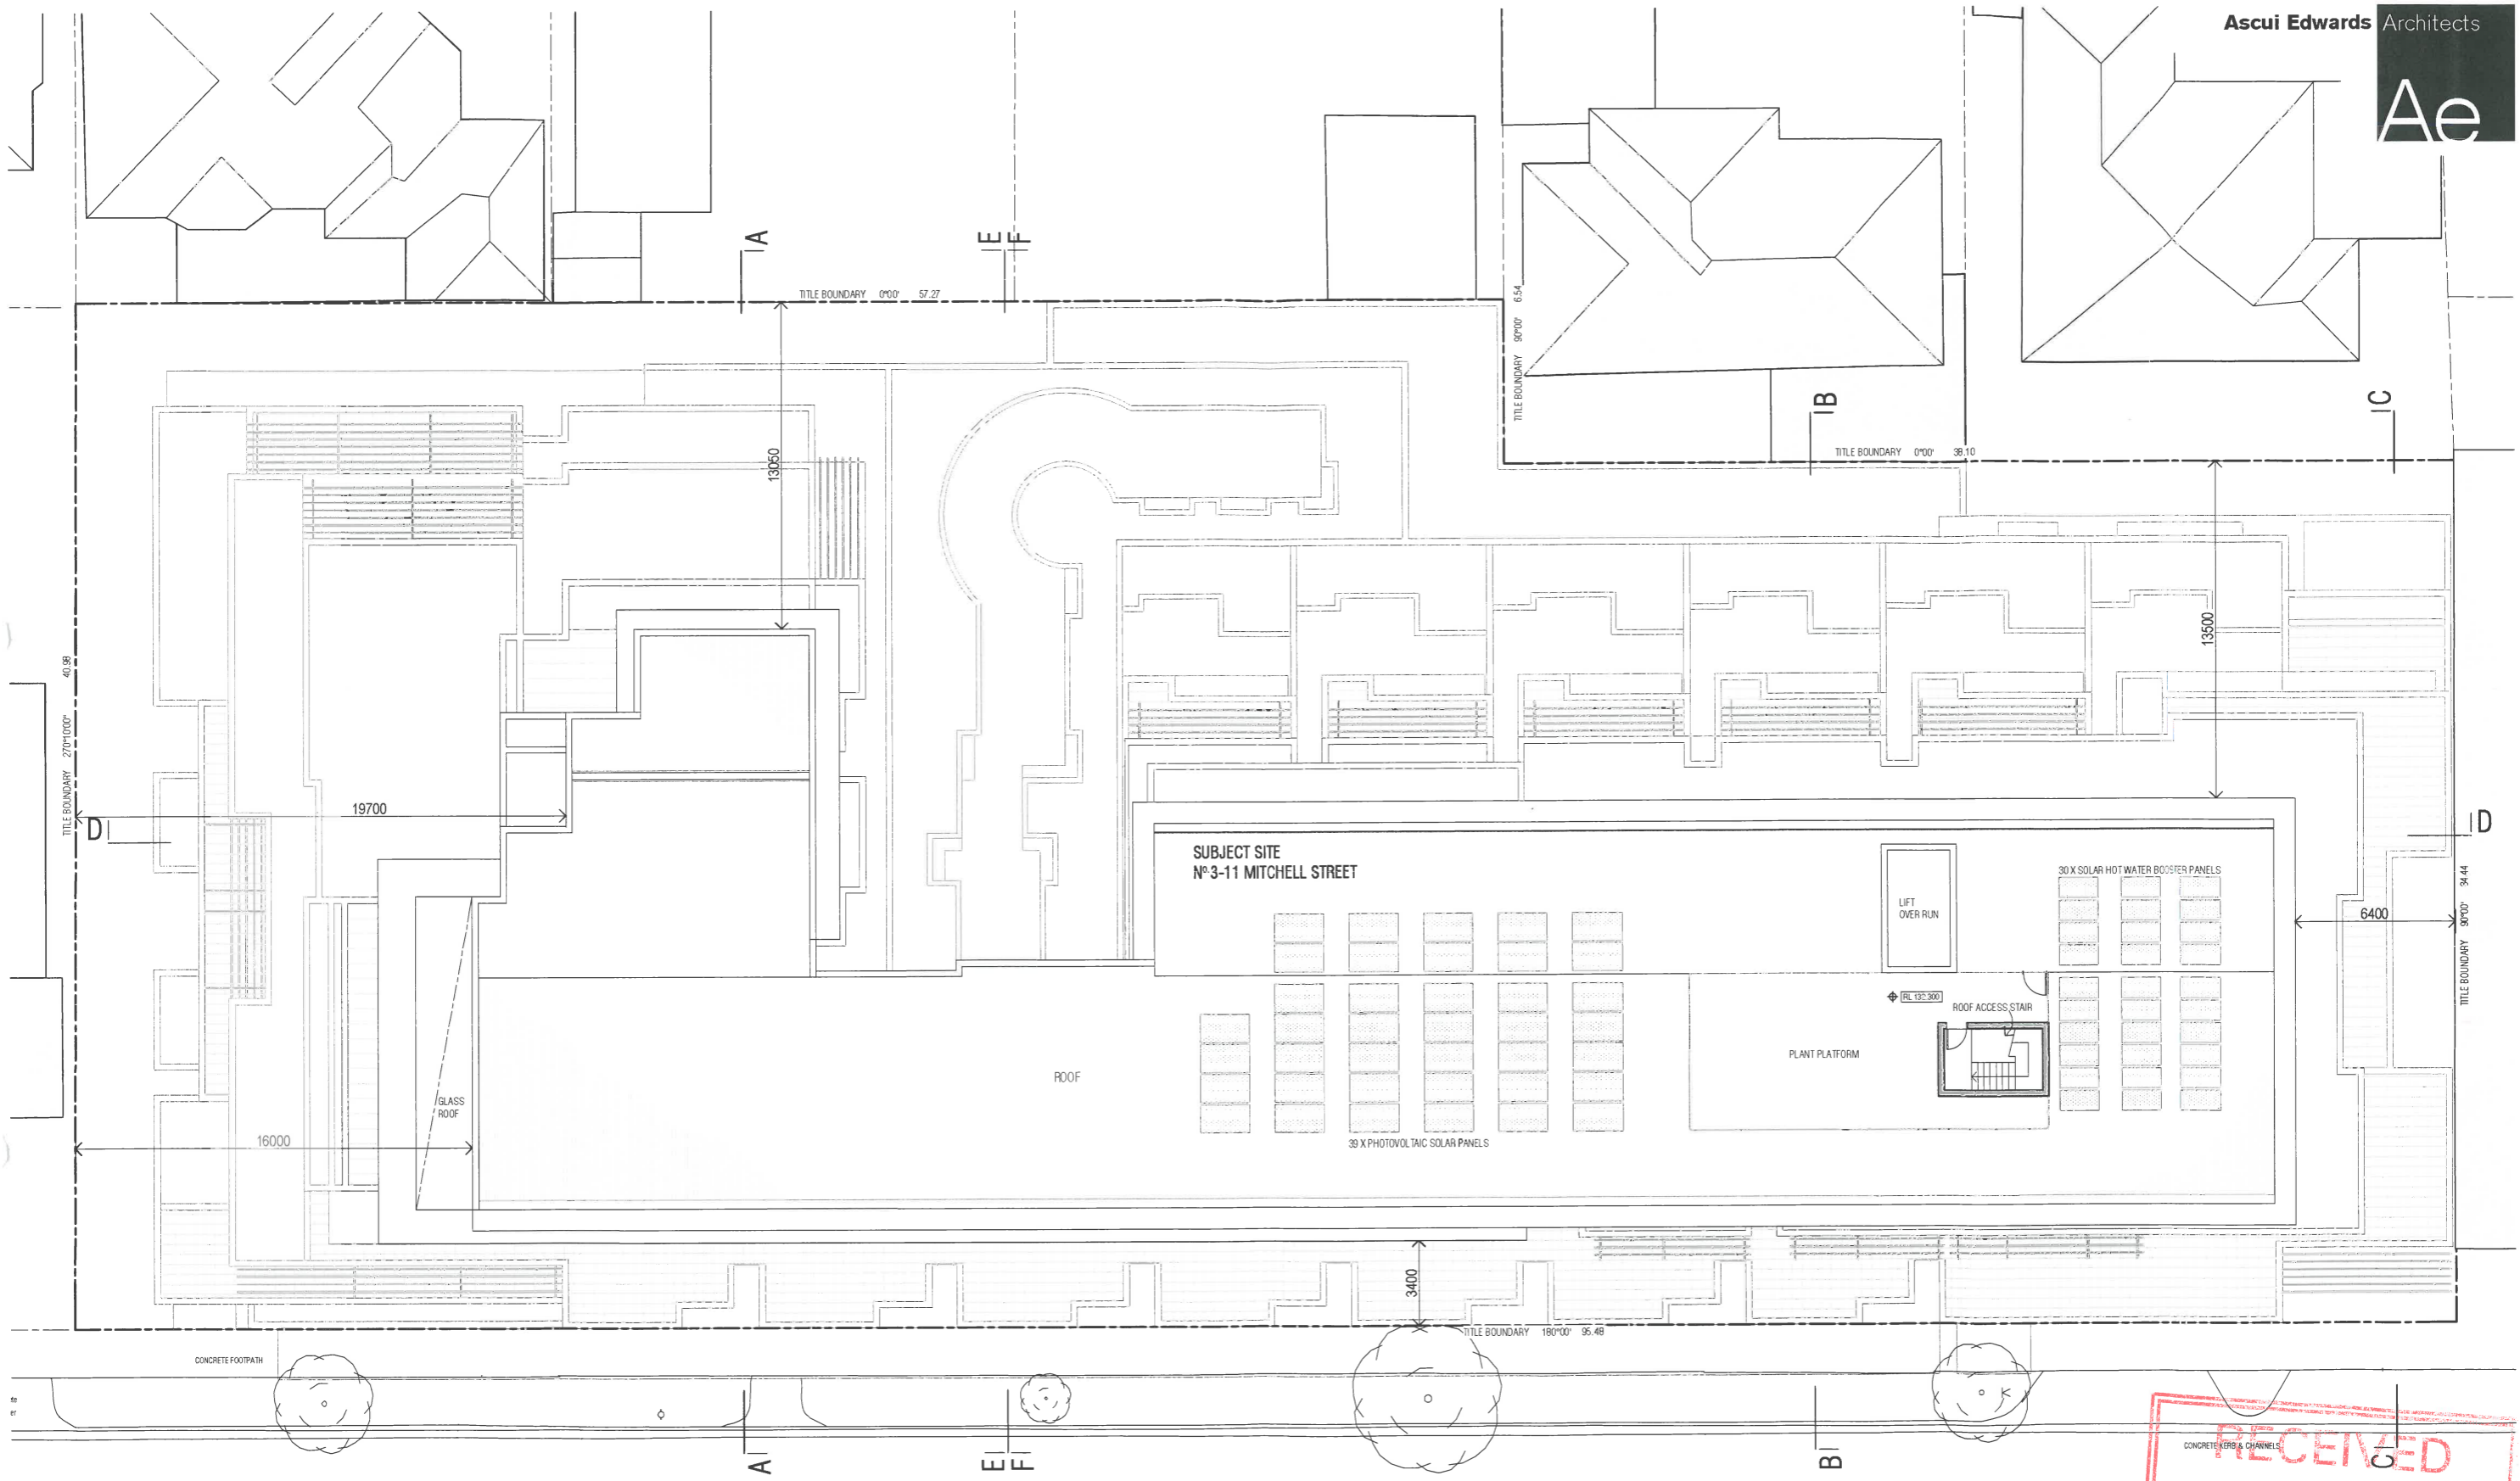 Ascui Edwards Architects
Ae
A
E
F
TITLE BOUNDARY 0°00' 57.27
TITLE BOUNDARY 90°00' 6.54
B
C
TITLE BOUNDARY 0°00' 38.10
13050
13500
TITLE BOUNDARY 270°10'00" 40.98
19700
D
D
SUBJECT SITE
Nº.3-11 MITCHELL STREET
LIFT
OVER RUN
30 X SOLAR HOT WATER BOOSTER PANELS
6400
TITLE BOUNDARY 90°00' 34.44
RL 132.300
ROOF ACCESS STAIR
PLANT PLATFORM
ROOF
GLASS
ROOF
16000
39 X PHOTOVOLTAIC SOLAR PANELS
3400
TITLE BOUNDARY 180°00' 95.48
CONCRETE FOOTPATH
A
E
F
B
C
CONCRETE KERB & CHANNELS
RECEIVED